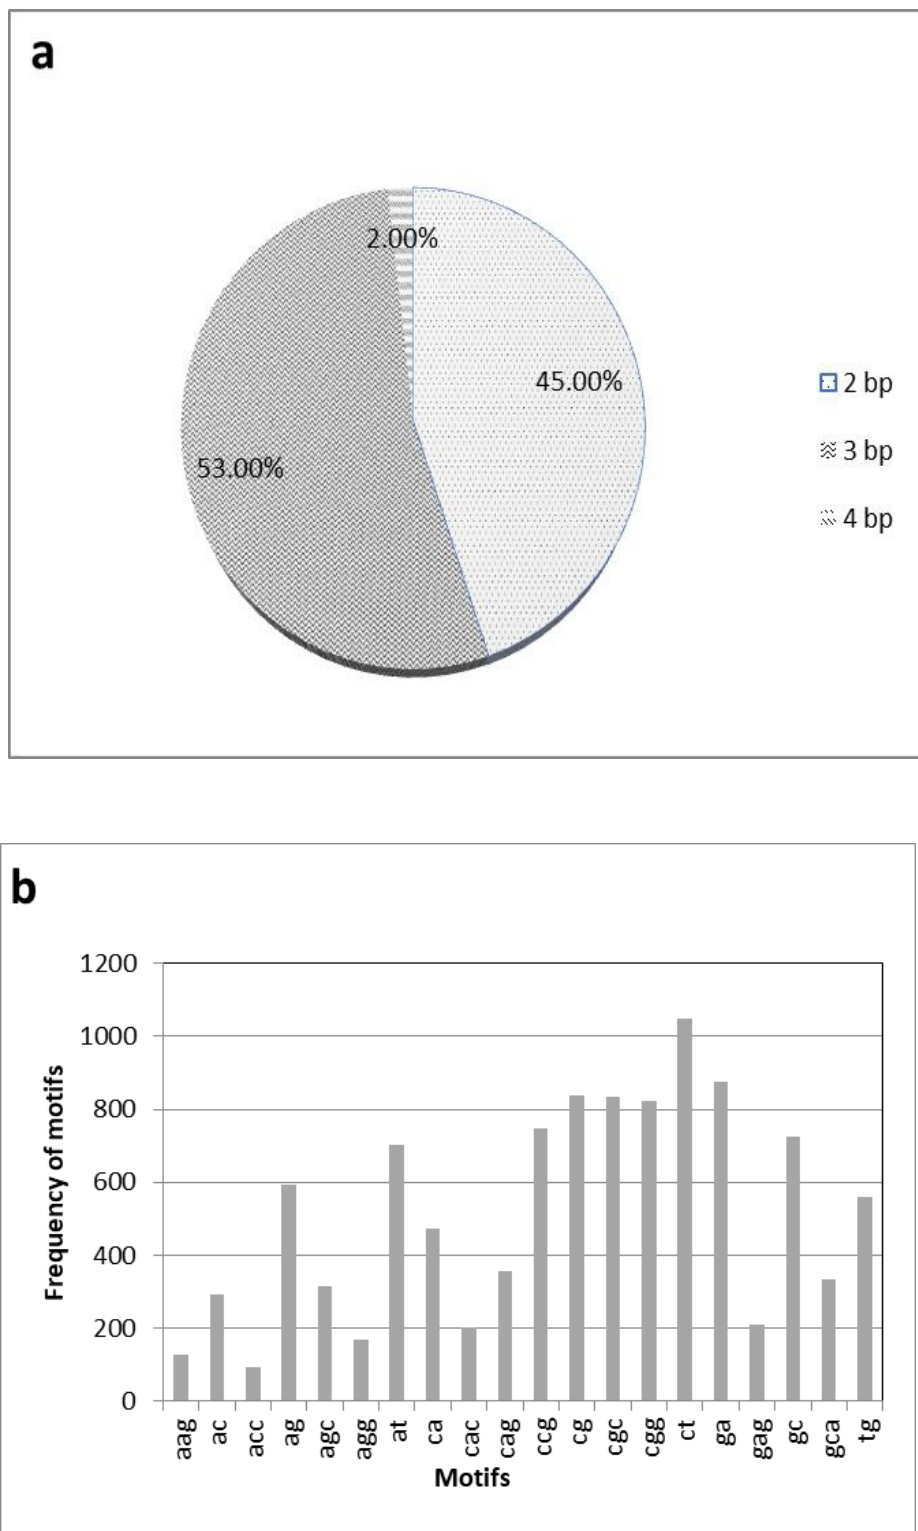 a
2.00%
45.00%
53.00%
2 bp
3 bp
4 bp
b
1200
1000
800
600
400
200
0
Frequency of motifs
aag ac acc ag agc agg at ca cac cag ccg cg cgc cgg ct ga gag gc gca tg
Motifs